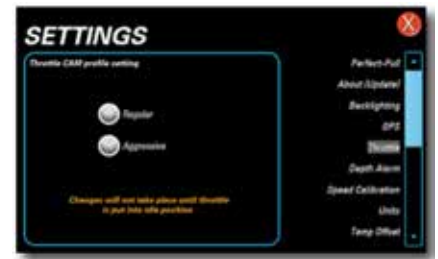 SETTINGS
Throttle CAM profile setting
Regular
Aggressive
Changes will not take place until throttle
is put into idle position
Perfect-Pull
About (Update)
Backlighting
GPS
Throttle
Depth Alarm
Speed Calibration
Units
Temp Offset